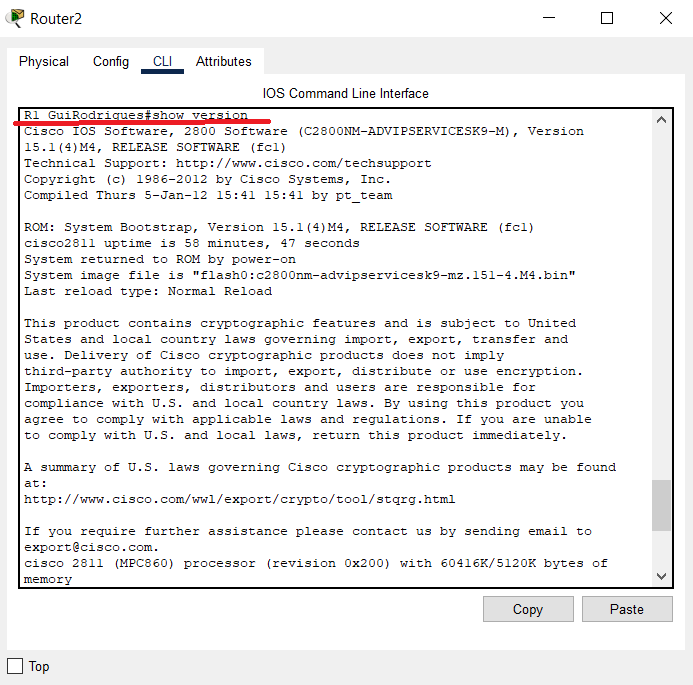 Router2
Physical Config CLI Attributes
IOS Command Line Interface
R1_GuiRodrigues#show version
Cisco IOS Software, 2800 Software (C2800NM-ADVIPSERVICESK9-M), Version
15.1(4)M4, RELEASE SOFTWARE (fc1)
Technical Support: http://www.cisco.com/techsupport
Copyright (c) 1986-2012 by Cisco Systems, Inc.
Compiled Thurs 5-Jan-12 15:41 15:41 by pt_team
ROM: System Bootstrap, Version 15.1(4)M4, RELEASE SOFTWARE (fc1)
cisco2811 uptime is 58 minutes, 47 seconds
System returned to ROM by power-on
System image file is "flash0:c2800nm-advipservicesk9-mz.151-4.M4.bin"
Last reload type: Normal Reload
This product contains cryptographic features and is subject to United
States and local country laws governing import, export, transfer and
use. Delivery of Cisco cryptographic products does not imply
third-party authority to import, export, distribute or use encryption.
Importers, exporters, distributors and users are responsible for
compliance with U.S. and local country laws. By using this product you
agree to comply with applicable laws and regulations. If you are unable
to comply with U.S. and local laws, return this product immediately.
A summary of U.S. laws governing Cisco cryptographic products may be found
at:
http://www.cisco.com/wwl/export/crypto/tool/stqrg.html
If you require further assistance please contact us by sending email to
export@cisco.com.
cisco 2811 (MPC860) processor (revision 0x200) with 60416K/5120K bytes of
memory
Copy Paste
Top